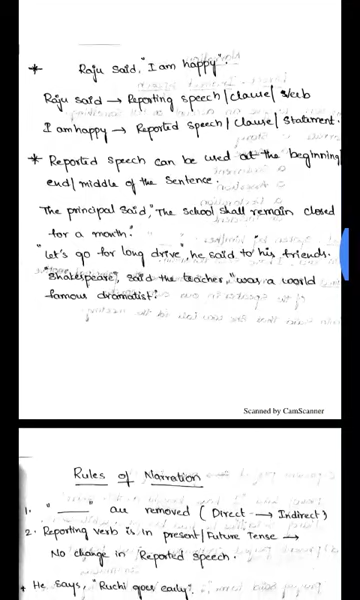 * Raju said, "I am happy".
Raju said → Reporting speech/clause/verb
I am happy → Reported speech/clause/statement.
* Reported speech can be used at the beginning/
end/middle of the sentence.
The principal said, "The school shall remain closed
for a month."
"Let's go for long drive", he said to his friends.
"Shakespeare", said the teacher, "was a world
famous dramatist."
Scanned by CamScanner
Rules of Narration
1. " —— " are removed (Direct → Indirect)
2. Reporting verb is in present/Future Tense →
No change in Reported speech.
* He says, "Ruchi goes early".